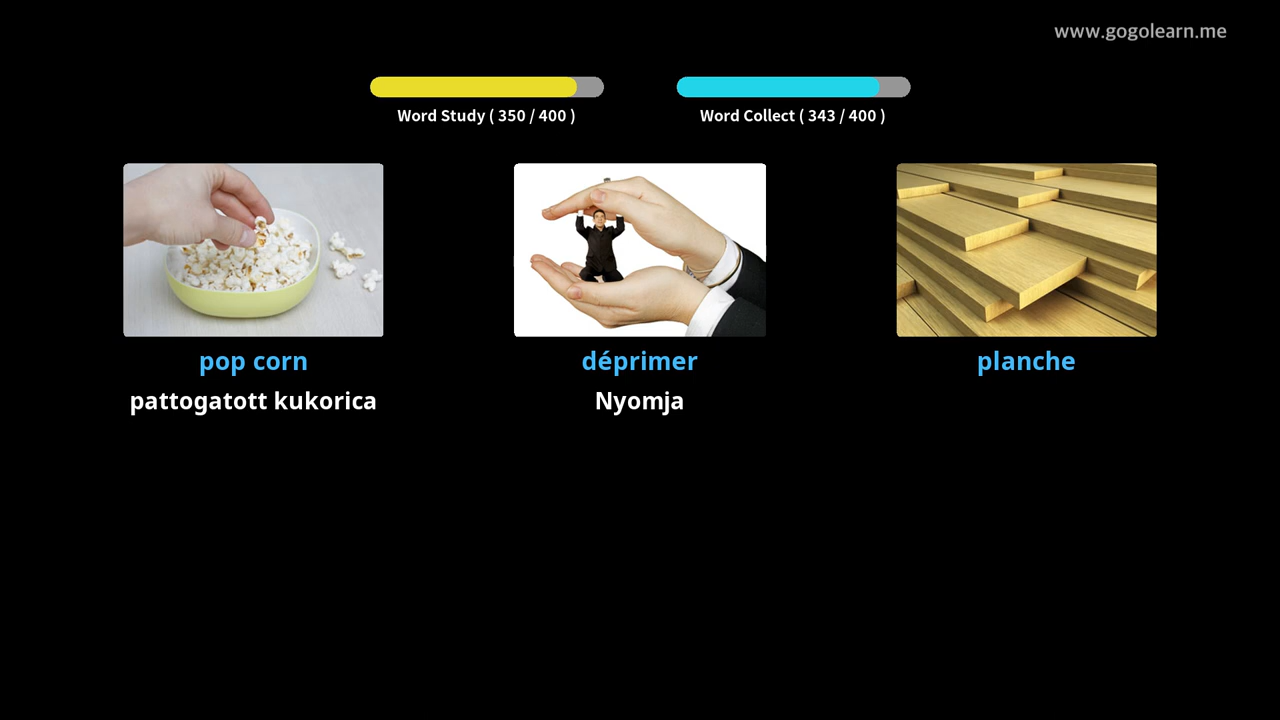 www.gogolearn.me
Word Study ( 350 / 400 )
Word Collect ( 343 / 400 )
pop corn
déprimer
planche
pattogatott kukorica
Nyomja